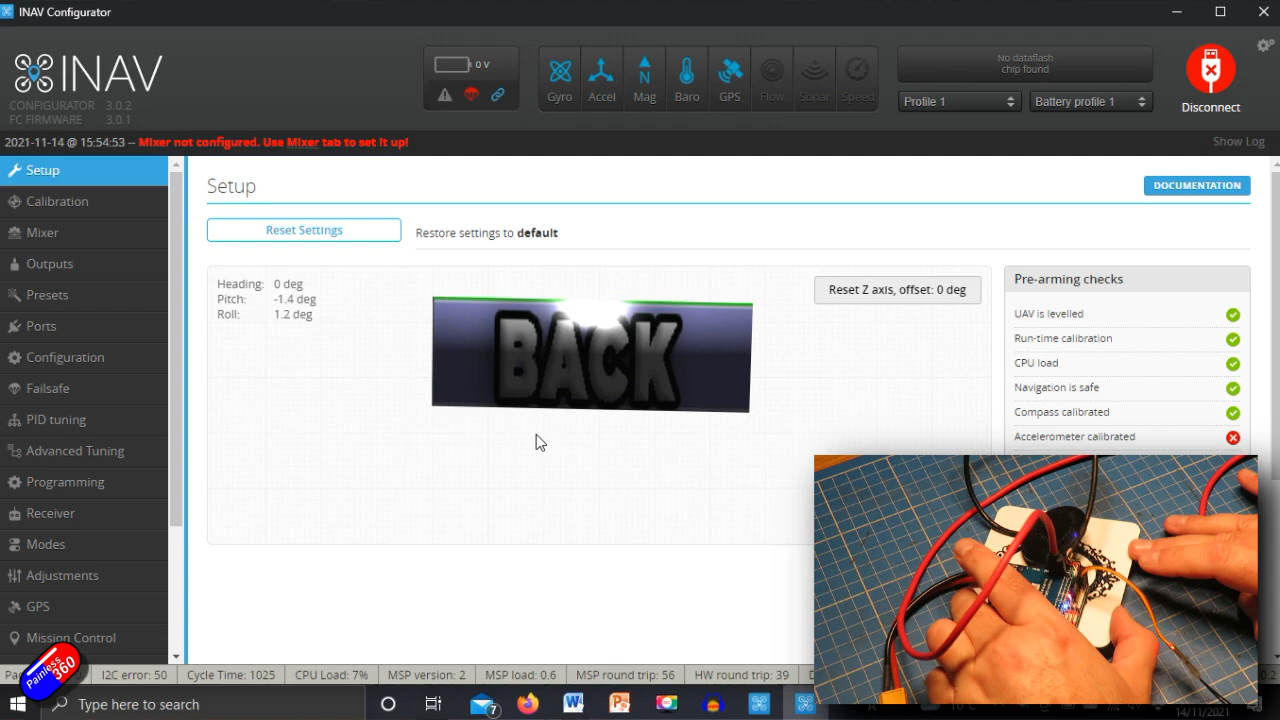 INAV Configurator
INAV
CONFIGURATOR 3.0.2
FC FIRMWARE 3.0.1
0 V
Gyro
Accel
Mag
Baro
GPS
Flow
Sonar
Speed
No dataflash
chip found
Profile 1
Battery profile 1
Disconnect
2021-11-14 @ 15:54:53 -- Mixer not configured. Use Mixer tab to set it up!
Show Log
Setup
Calibration
Mixer
Outputs
Presets
Ports
Configuration
Failsafe
PID tuning
Advanced Tuning
Programming
Receiver
Modes
Adjustments
GPS
Mission Control
Setup
DOCUMENTATION
Reset Settings
Restore settings to default
Heading: 0 deg
Pitch: -1.4 deg
Roll: 1.2 deg
BACK
Reset Z axis, offset: 0 deg
Pre-arming checks
UAV is levelled
Run-time calibration
CPU load
Navigation is safe
Compass calibrated
Accelerometer calibrated
Painless
360
I2C error: 50
Cycle Time: 1025
CPU Load: 7%
MSP version: 2
MSP load: 0.6
MSP round trip: 56
HW round trip: 39
Type here to search
7
14/11/2021